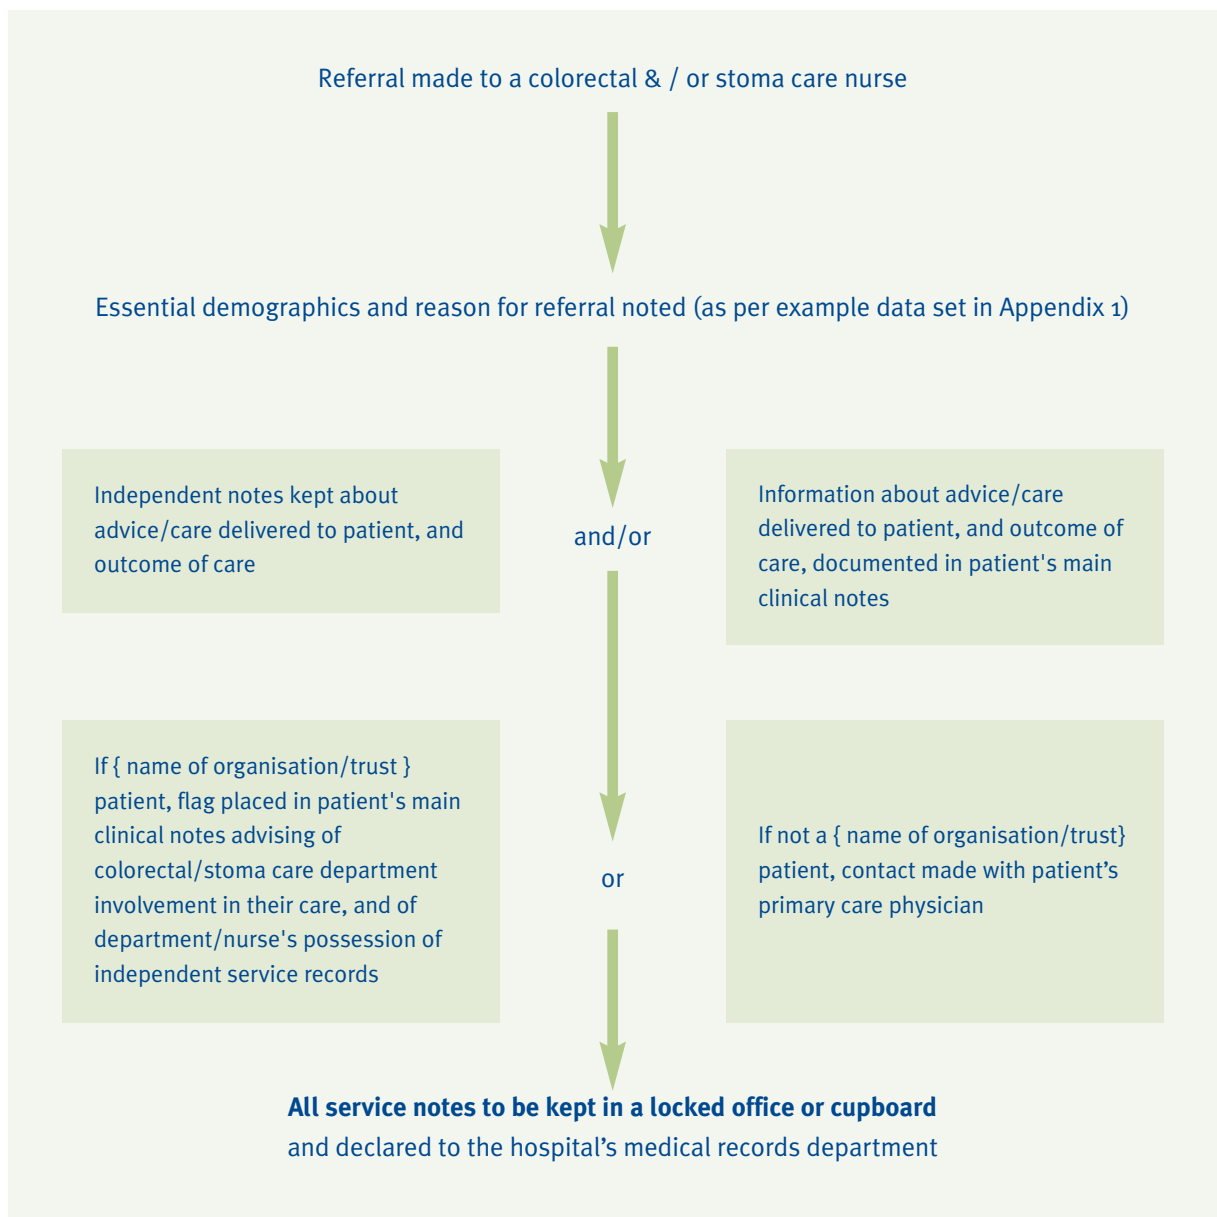 Referral made to a colorectal & / or stoma care nurse
Essential demographics and reason for referral noted (as per example data set in Appendix 1)
Independent notes kept about
advice/care delivered to patient, and
outcome of care
and/or
Information about advice/care
delivered to patient, and outcome of
care, documented in patient's main
clinical notes
If { name of organisation/trust }
patient, flag placed in patient's main
clinical notes advising of
colorectal/stoma care department
involvement in their care, and of
department/nurse's possession of
independent service records
or
If not a { name of organisation/trust}
patient, contact made with patient’s
primary care physician
All service notes to be kept in a locked office or cupboard
and declared to the hospital’s medical records department